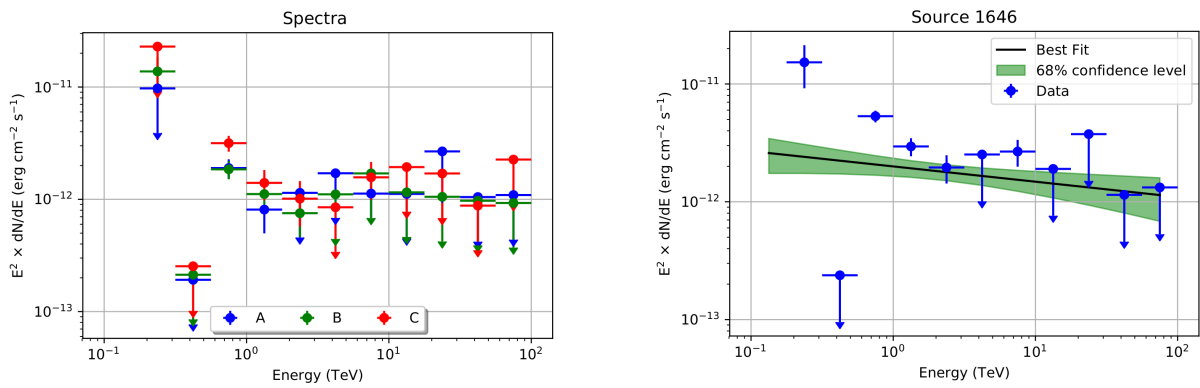 Spectra
E² × dN/dE (erg cm⁻² s⁻¹)
10⁻¹¹
10⁻¹²
10⁻¹³
10⁻¹
10⁰
10¹
10²
Energy (TeV)
A
B
C
Source 1646
E² × dN/dE (erg cm⁻² s⁻¹)
10⁻¹¹
10⁻¹²
10⁻¹³
10⁻¹
10⁰
10¹
10²
Energy (TeV)
Best Fit
68% confidence level
Data